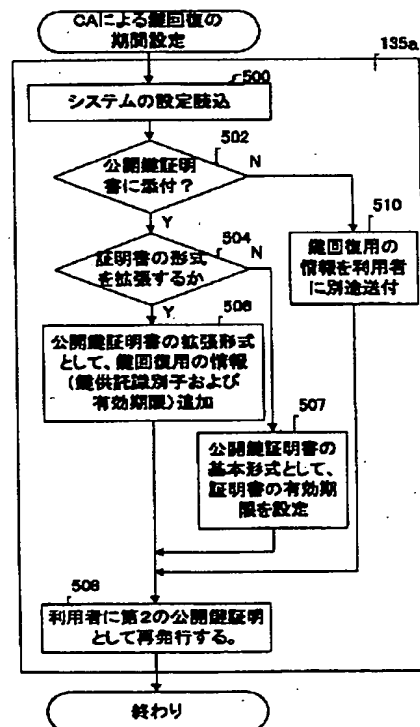 CAによる鍵回復の
期間設定
135a
500
システムの設定読込
502
公開鍵証明
書に添付？
N
Y
510
鍵回復用の
情報を利用者
に別途送付
504
証明書の形式
を拡張するか
N
Y
506
公開鍵証明書の拡張形式
として、鍵回復用の情報
(鍵供託識別子および
有効期限)追加
507
公開鍵証明書の
基本形式として、
証明書の有効期
限を設定
508
利用者に第2の公開鍵証明
として再発行する。
終わり